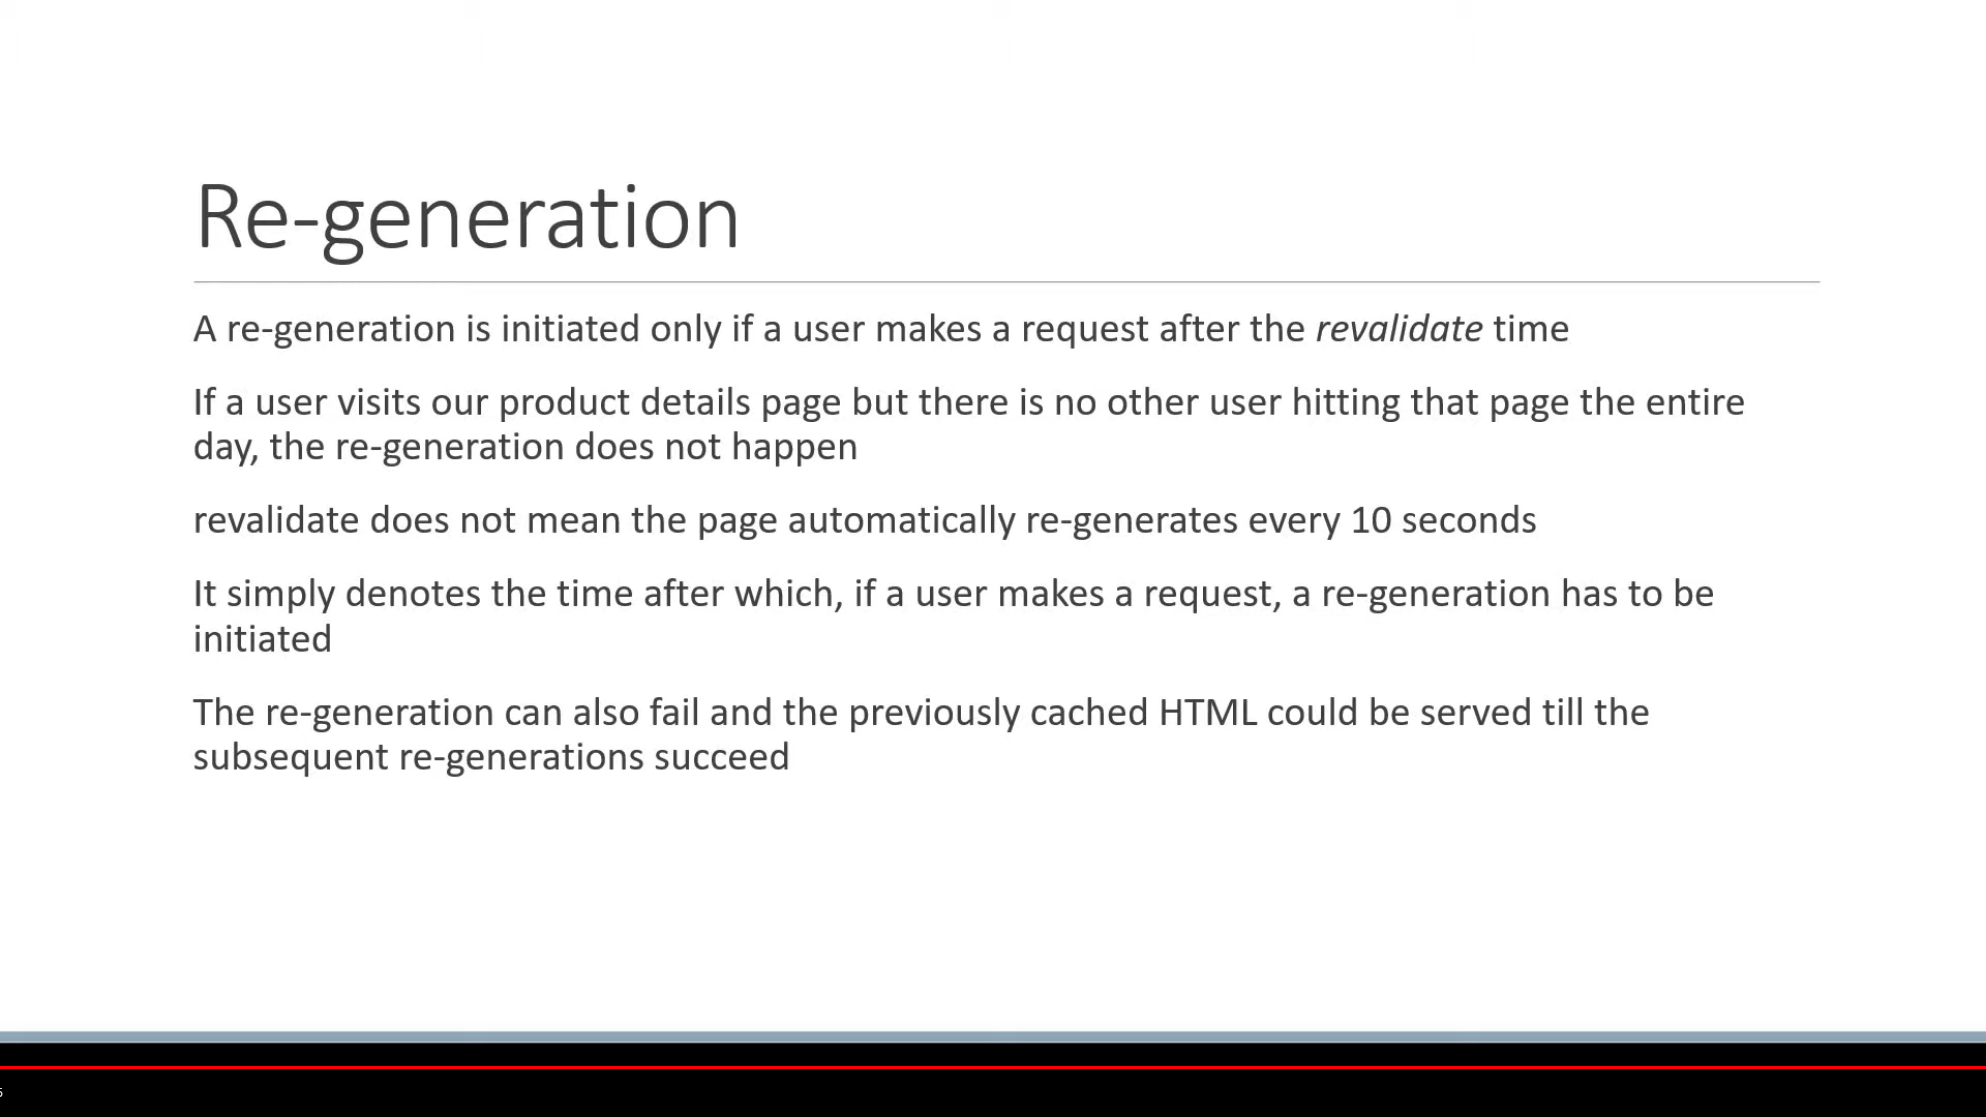 Re-generation
A re-generation is initiated only if a user makes a request after the revalidate time
If a user visits our product details page but there is no other user hitting that page the entire
day, the re-generation does not happen
revalidate does not mean the page automatically re-generates every 10 seconds
It simply denotes the time after which, if a user makes a request, a re-generation has to be
initiated
The re-generation can also fail and the previously cached HTML could be served till the
subsequent re-generations succeed